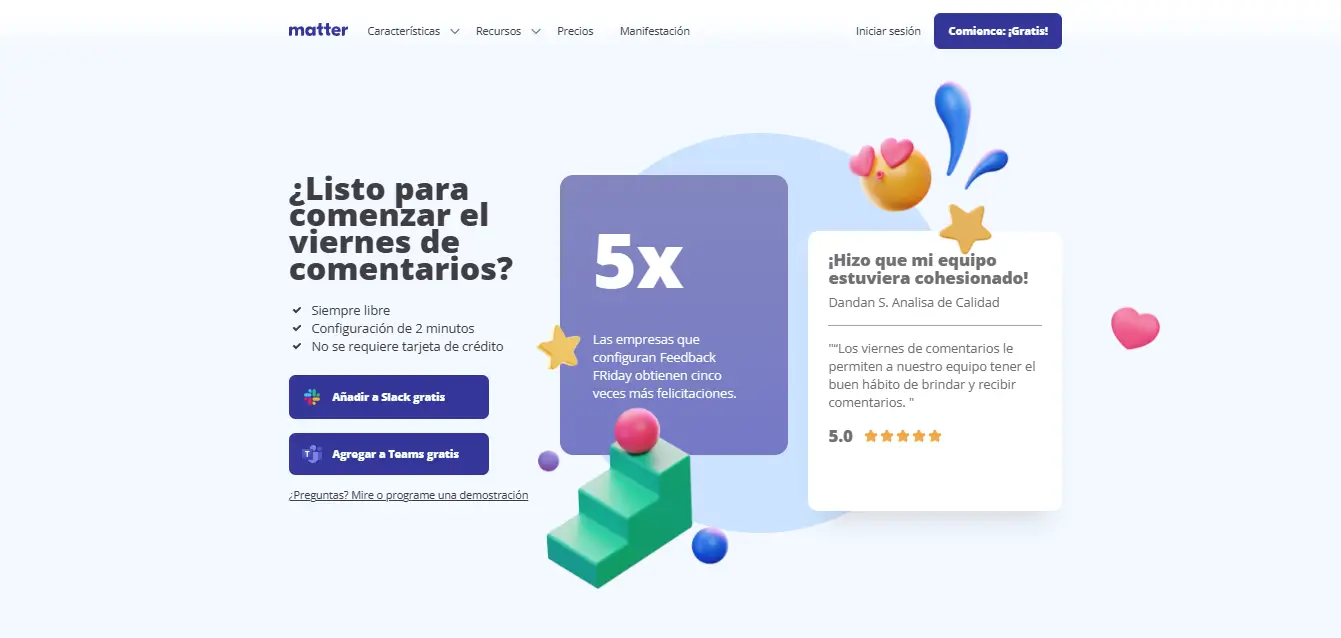 matter
Características
Recursos
Precios
Manifestación
Iniciar sesión
Comience: ¡Gratis!
¿Listo para
comenzar el
viernes de
comentarios?
Siempre libre
Configuración de 2 minutos
No se requiere tarjeta de crédito
Añadir a Slack gratis
Agregar a Teams gratis
¿Preguntas? Mire o programe una demostración
5x
Las empresas que
configuran Feedback
FRiday obtienen cinco
veces más felicitaciones.
¡Hizo que mi equipo
estuviera cohesionado!
Dandan S. Analisa de Calidad
"“Los viernes de comentarios le
permiten a nuestro equipo tener el
buen hábito de brindar y recibir
comentarios. "
5.0